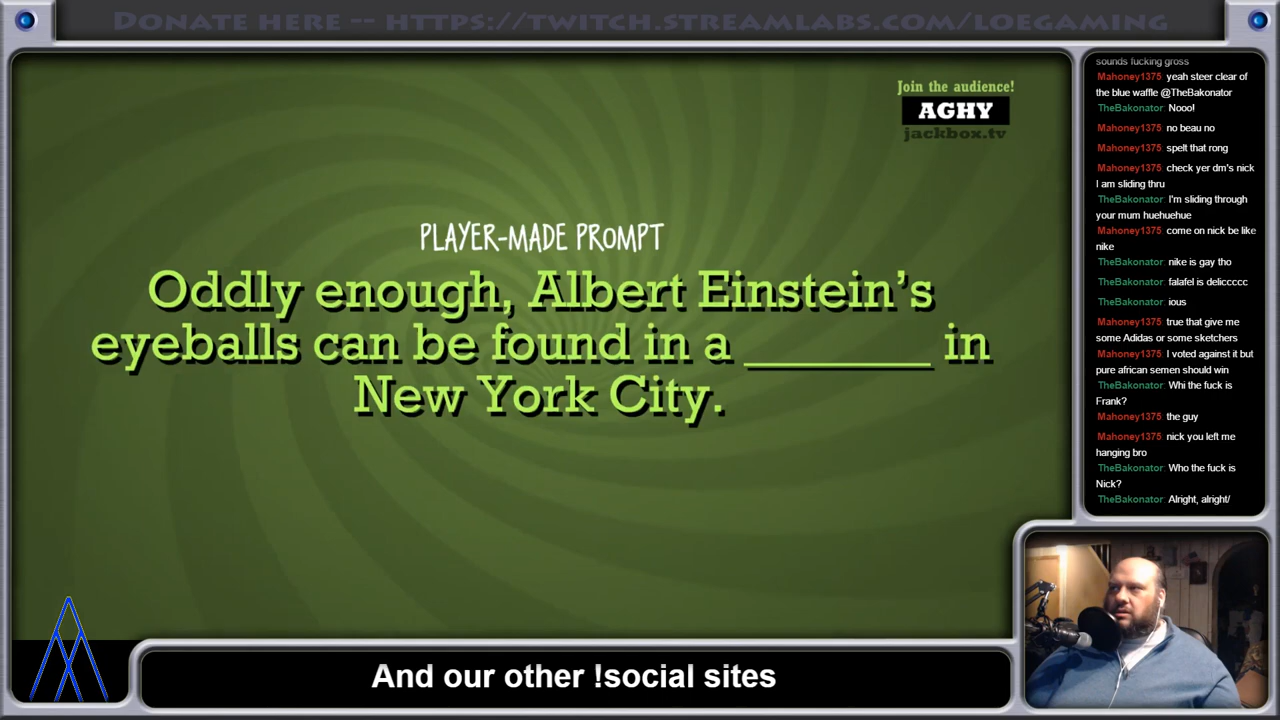 Donate here -- https://twitch.streamlabs.com/loegaming
Join the audience!
AGHY
jackbox.tv
PLAYER-MADE PROMPT
Oddly enough, Albert Einstein's
eyeballs can be found in a ________ in
New York City.
sounds fucking gross
Mahoney1375 yeah steer clear of
the blue waffle @TheBakonator
TheBakonator: Nooo!
Mahoney1375 no beau no
Mahoney1375 spelt that rong
Mahoney1375 check yer dm's nick
I am sliding thru
TheBakonator: I'm sliding through
your mum huehuehue
Mahoney1375 come on nick be like
nike
TheBakonator: nike is gay tho
TheBakonator: falafel is deliccccc
TheBakonator: ious
Mahoney1375 true that give me
some Adidas or some sketchers
Mahoney1375 I voted against it but
pure african semen should win
TheBakonator: Whi the fuck is
Frank?
Mahoney1375 the guy
Mahoney1375 nick you left me
hanging bro
TheBakonator: Who the fuck is
Nick?
TheBakonator: Alright, alright/
And our other !social sites